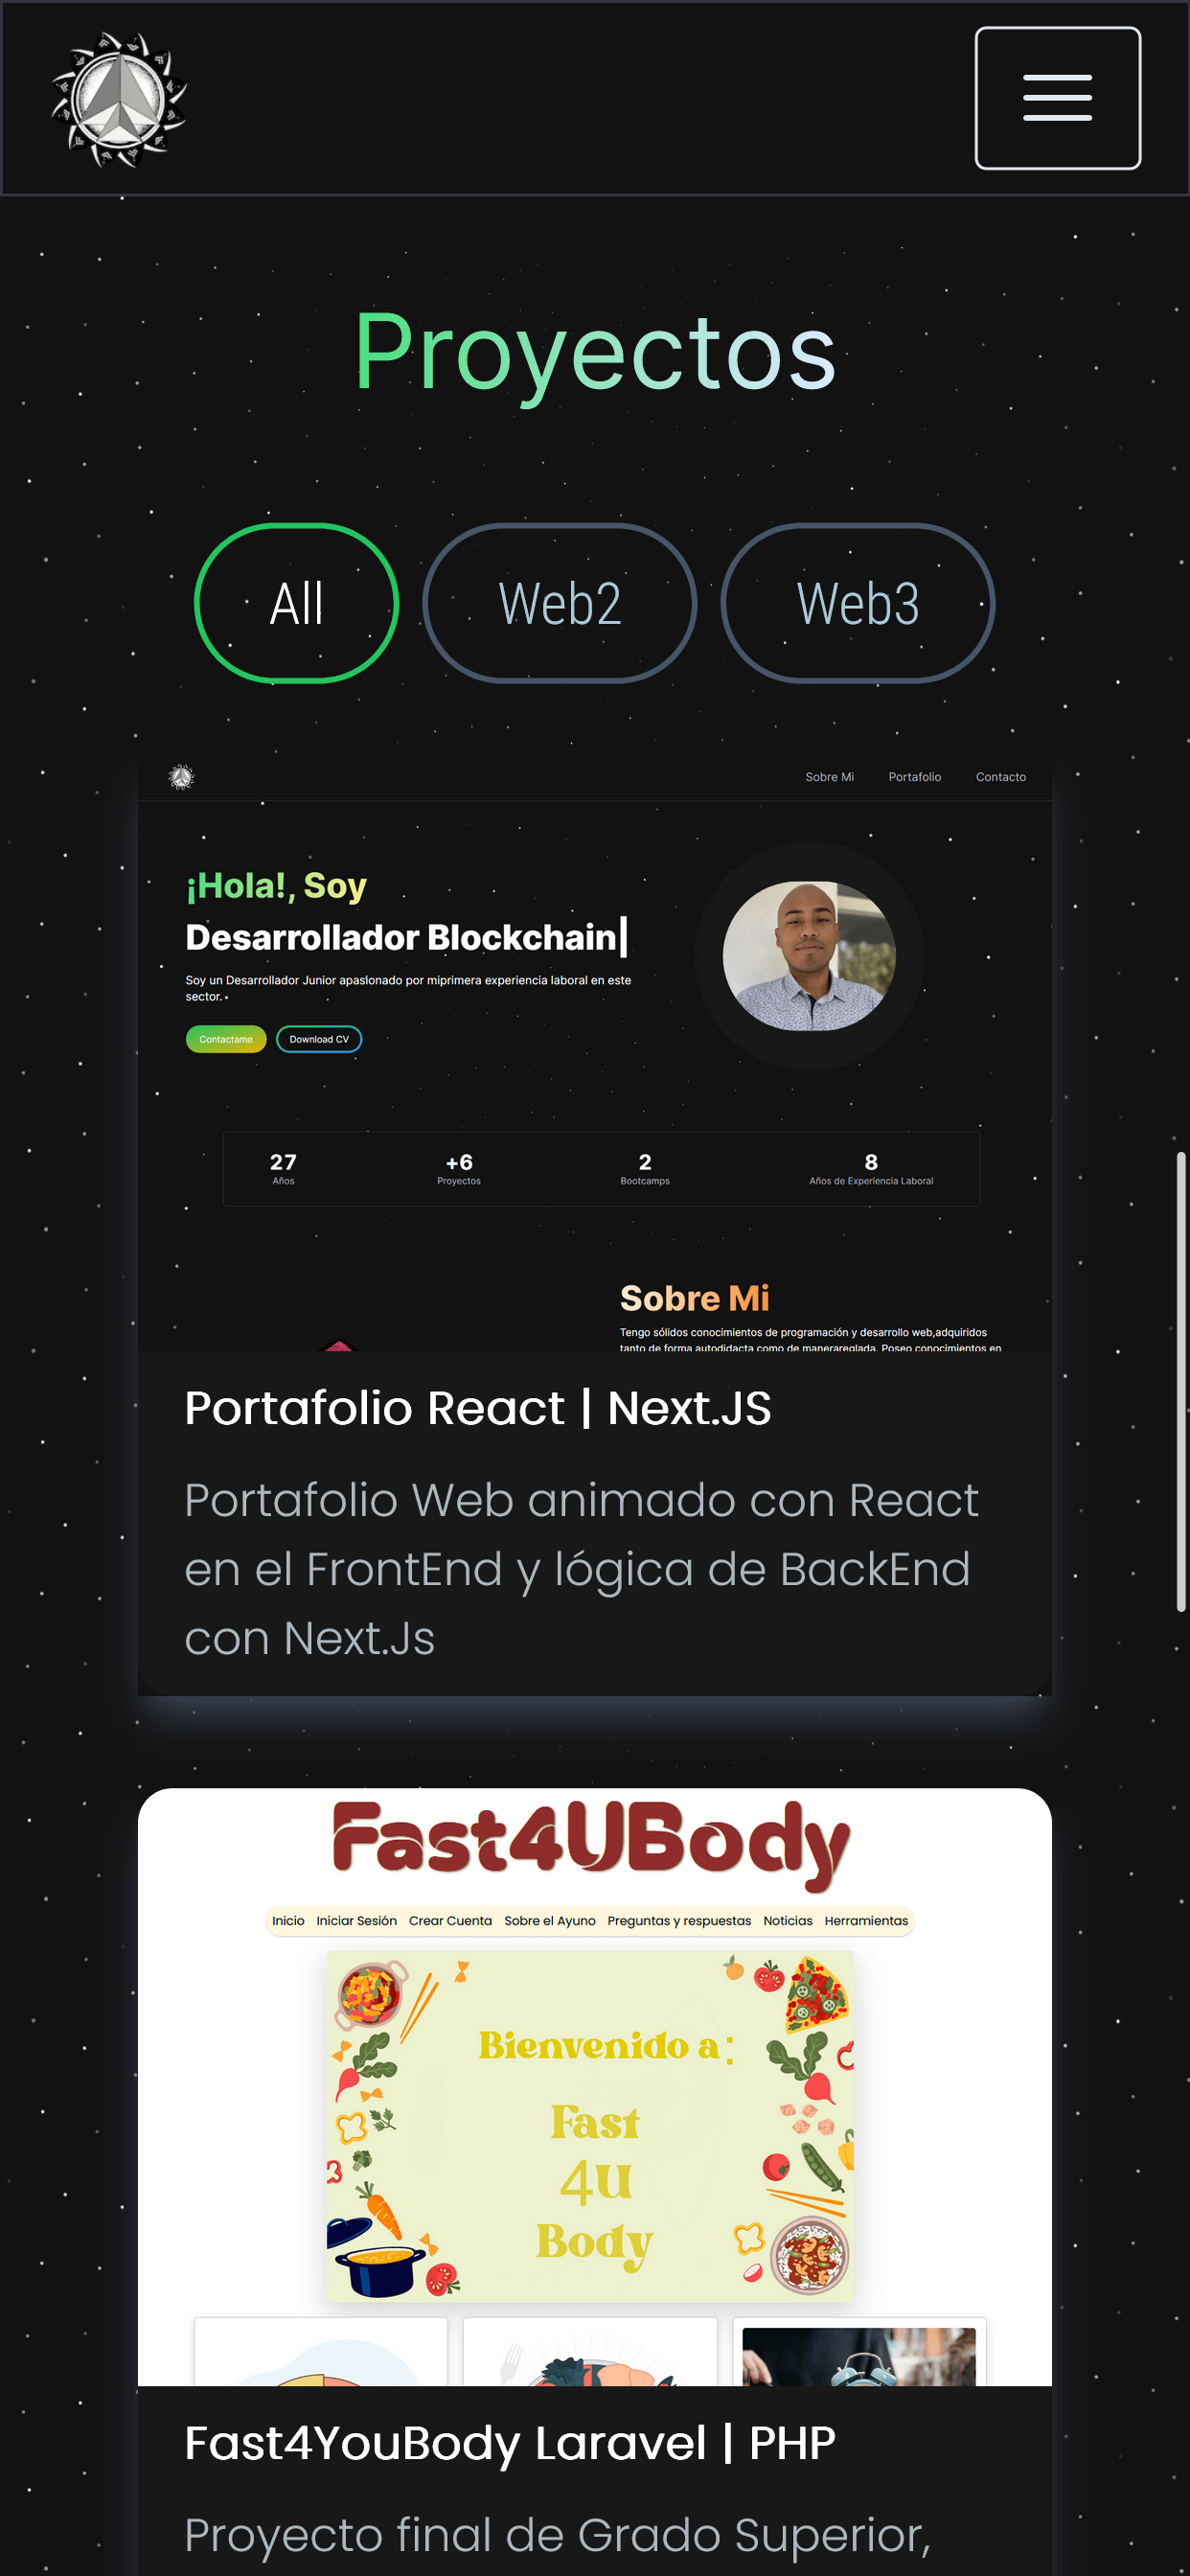 Proyectos
All Web2 Web3
Sobre Mi Portafolio Contacto
¡Hola!, Soy
Desarrollador Blockchain|
Soy un Desarrollador Junior apasionado por miprimera experiencia laboral en este
sector.
Contactame Download CV
27 +6 2 8
Años Proyectos Bootcamps Años de Experiencia Laboral
Sobre Mi
Tengo sólidos conocimientos de programación y desarrollo web,adquiridos
tanto de forma autodidacta como de manerareglada. Poseo conocimientos en
Portafolio React | Next.JS
Portafolio Web animado con React
en el FrontEnd y lógica de BackEnd
con Next.Js
Fast4UBody
Inicio Iniciar Sesión Crear Cuenta Sobre el Ayuno Preguntas y respuestas Noticias Herramientas
Bienvenido a:
Fast
4U
Body
Fast4YouBody Laravel | PHP
Proyecto final de Grado Superior,